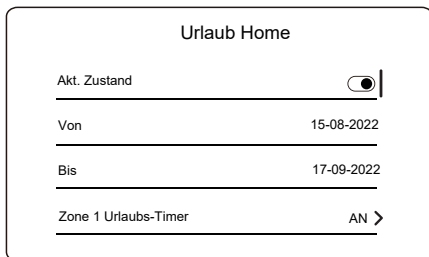 Urlaub Home
Akt. Zustand
Von 15-08-2022
Bis 17-09-2022
Zone 1 Urlaubs-Timer AN